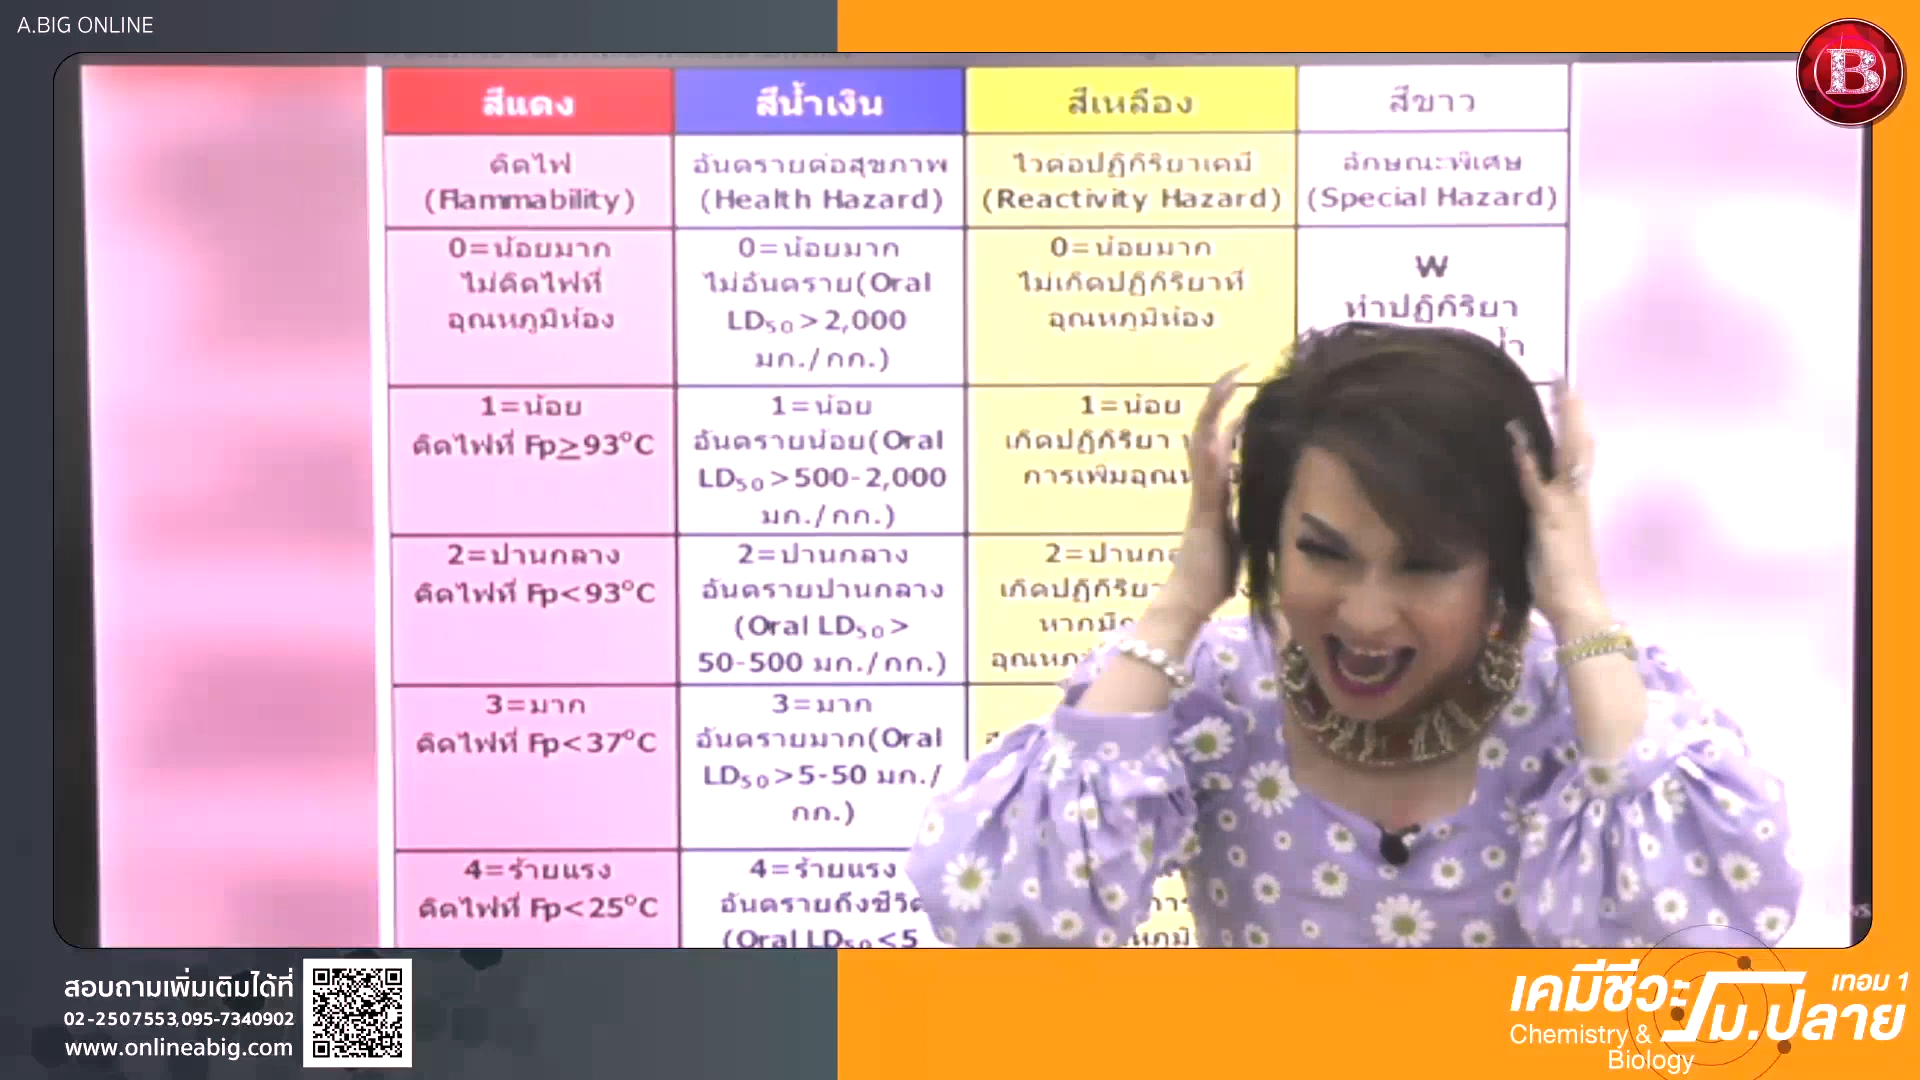 A.BIG ONLINE
B
สีแดง
สีน้ำเงิน
สีเหลือง
สีขาว
ติดไฟ
(Flammability)
อันตรายต่อสุขภาพ
(Health Hazard)
ไวต่อปฏิกิริยาเคมี
(Reactivity Hazard)
ลักษณะพิเศษ
(Special Hazard)
0=น้อยมาก
ไม่ติดไฟที่
อุณหภูมิห้อง
0=น้อยมาก
ไม่อันตราย(Oral
LD₅₀>2,000
มก./กก.)
0=น้อยมาก
ไม่เกิดปฏิกิริยาที่
อุณหภูมิห้อง
W
ทำปฏิกิริยา
1=น้อย
ติดไฟที่ Fp≥93°C
1=น้อย
อันตรายน้อย(Oral
LD₅₀>500-2,000
มก./กก.)
1=น้อย
เกิดปฏิกิริยา
2=ปานกลาง
ติดไฟที่ Fp<93°C
2=ปานกลาง
อันตรายปานกลาง
(Oral LD₅₀>
50-500 มก./กก.)
3=มาก
ติดไฟที่ Fp<37°C
3=มาก
อันตรายมาก(Oral
LD₅₀>5-50 มก./
กก.)
4=ร้ายแรง
ติดไฟที่ Fp<25°C
4=ร้ายแรง
(Oral LD₅₀<5
สอบถามเพิ่มเติมได้ที่
02-2507553,095-7340902
www.onlineabig.com
เคมีชีวะ ม.ปลาย เทอม 1
Chemistry &
Biology